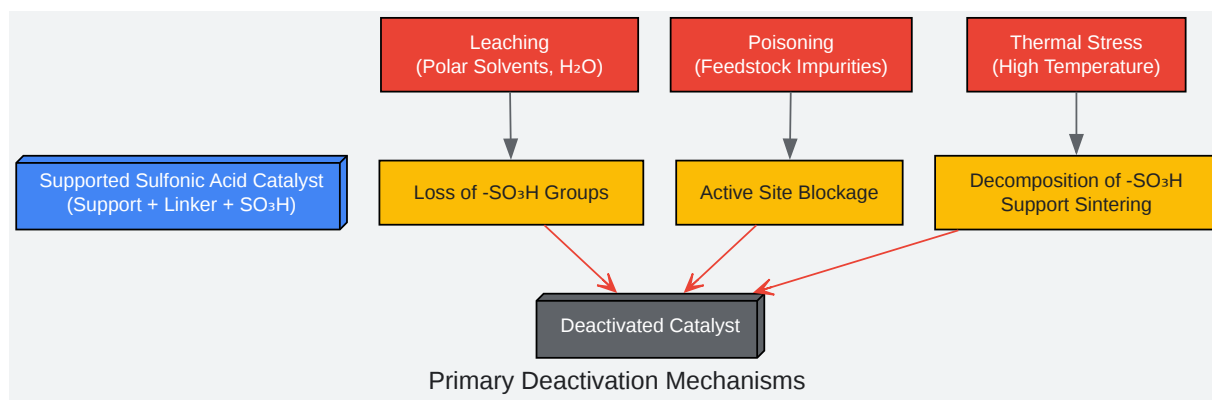 Leaching
(Polar Solvents, H₂O)
Poisoning
(Feedstock Impurities)
Thermal Stress
(High Temperature)
Supported Sulfonic Acid Catalyst
(Support + Linker + SO₃H)
Loss of -SO₃H Groups
Active Site Blockage
Decomposition of -SO₃H
Support Sintering
Deactivated Catalyst
Primary Deactivation Mechanisms